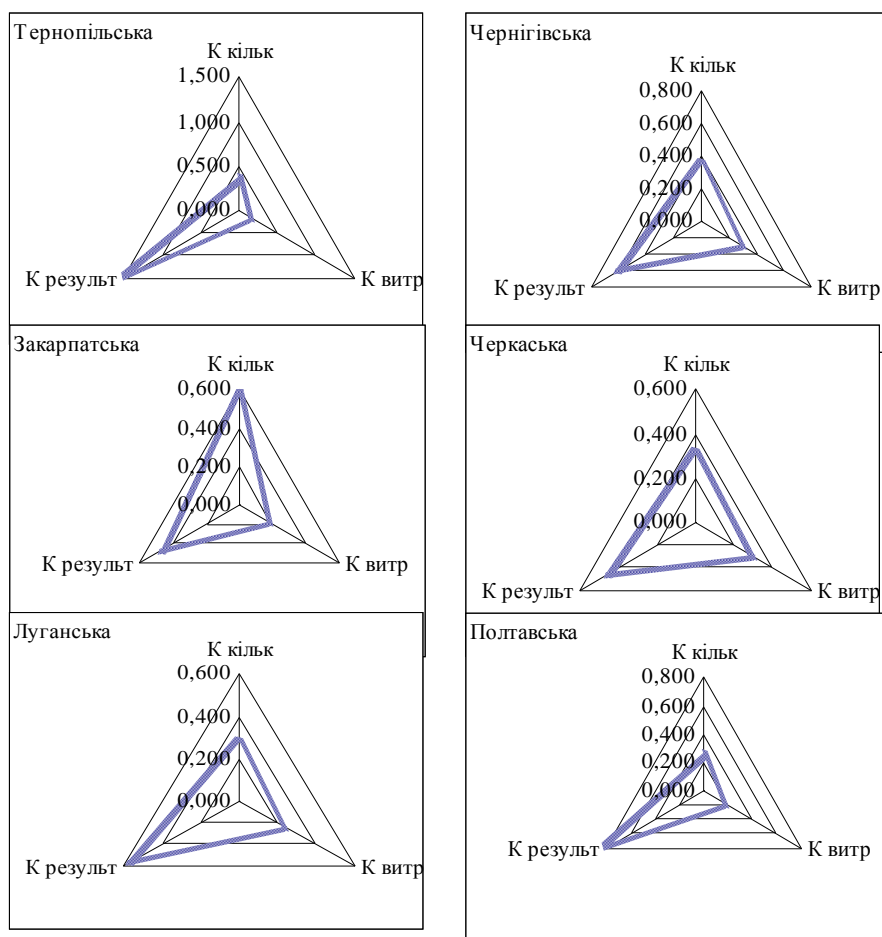 Тернопільська
К кільк
1,500
1,000
0,500
0,000
К результ
К витр
Чернігівська
К кільк
0,800
0,600
0,400
0,200
0,000
К результ
К витр
Закарпатська
К кільк
0,600
0,400
0,200
0,000
К результ
К витр
Черкаська
К кільк
0,600
0,400
0,200
0,000
К результ
К витр
Луганська
К кільк
0,600
0,400
0,200
0,000
К результ
К витр
Полтавська
К кільк
0,800
0,600
0,400
0,200
0,000
К результ
К витр